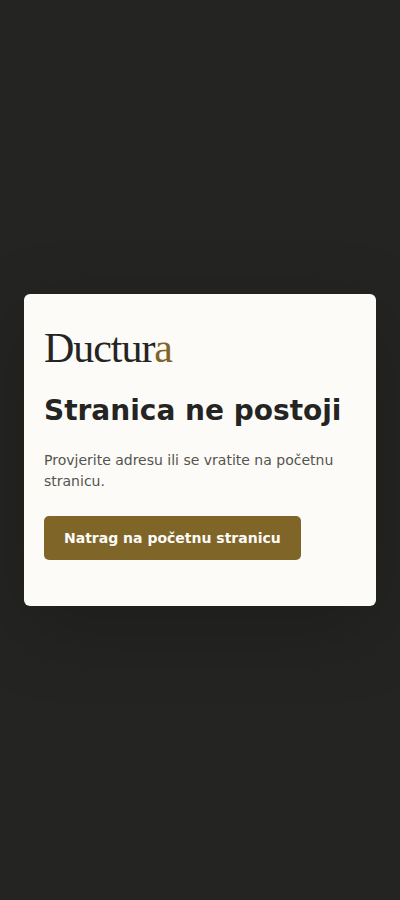 Ductura
Stranica ne postoji
Provjerite adresu ili se vratite na početnu
stranicu.
Natrag na početnu stranicu